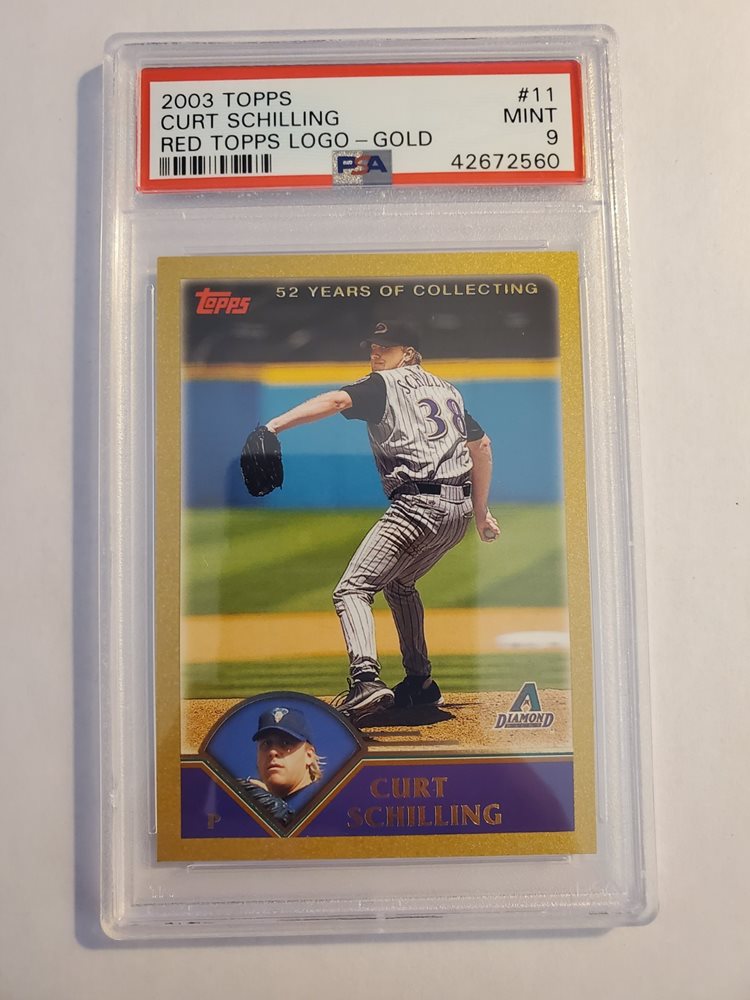 2003 TOPPS #11
CURT SCHILLING MINT
RED TOPPS LOGO – GOLD 9
PSA 42672560
TOPPS 52 YEARS OF COLLECTING
SCHILLING
38
A
DIAMOND
P CURT
SCHILLING